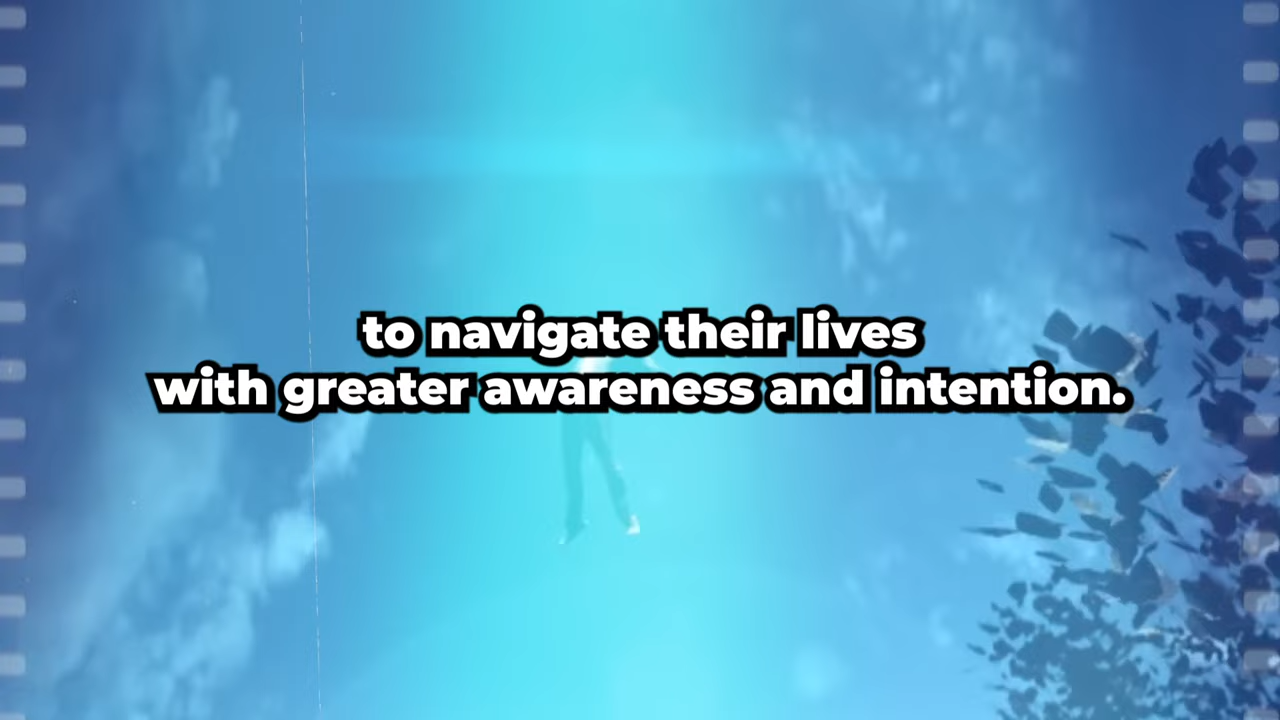 to navigate their lives
with greater awareness and intention.